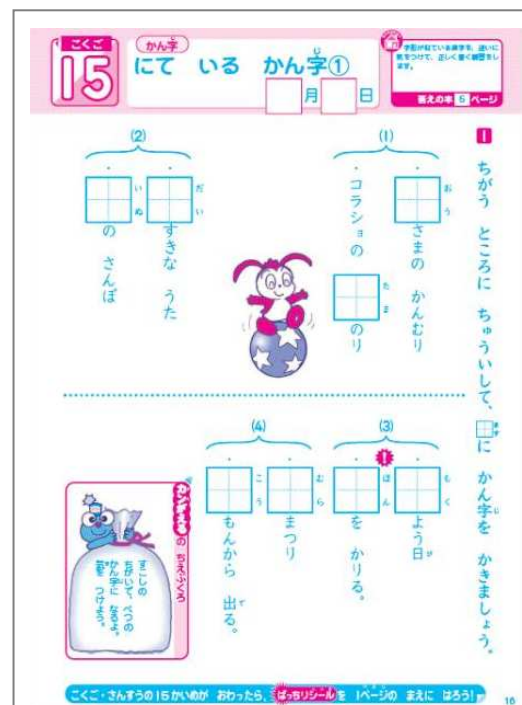 こくご
15
かん字
じ
にて いる かん字①
じ
月 日
字形が似ている漢字を、違いに
気をつけて、正しく書く練習をし
ます。
答えの本 6 ページ
1 ちがう ところに ちゅういして、□に かん字を かきましょう。
ます
じ
(1)
・□さまの かんむり
おう
・コラショの □のり
たま
(2)
・□すきな うた
だい
・□の さんぽ
いぬ
(3)
・□よう日
もく
び
!
・□を かりる。
ほん
(4)
・□まつり
むら
・□もんから 出る。
こう
で
の ちえぶくろ
すこしの
ちがいで、べつの
かん字に なるよ。
気を つけよう。
こくご・さんすうの 15かいめが おわったら、ばっちりシールを 1ページの まえに はろう!
16